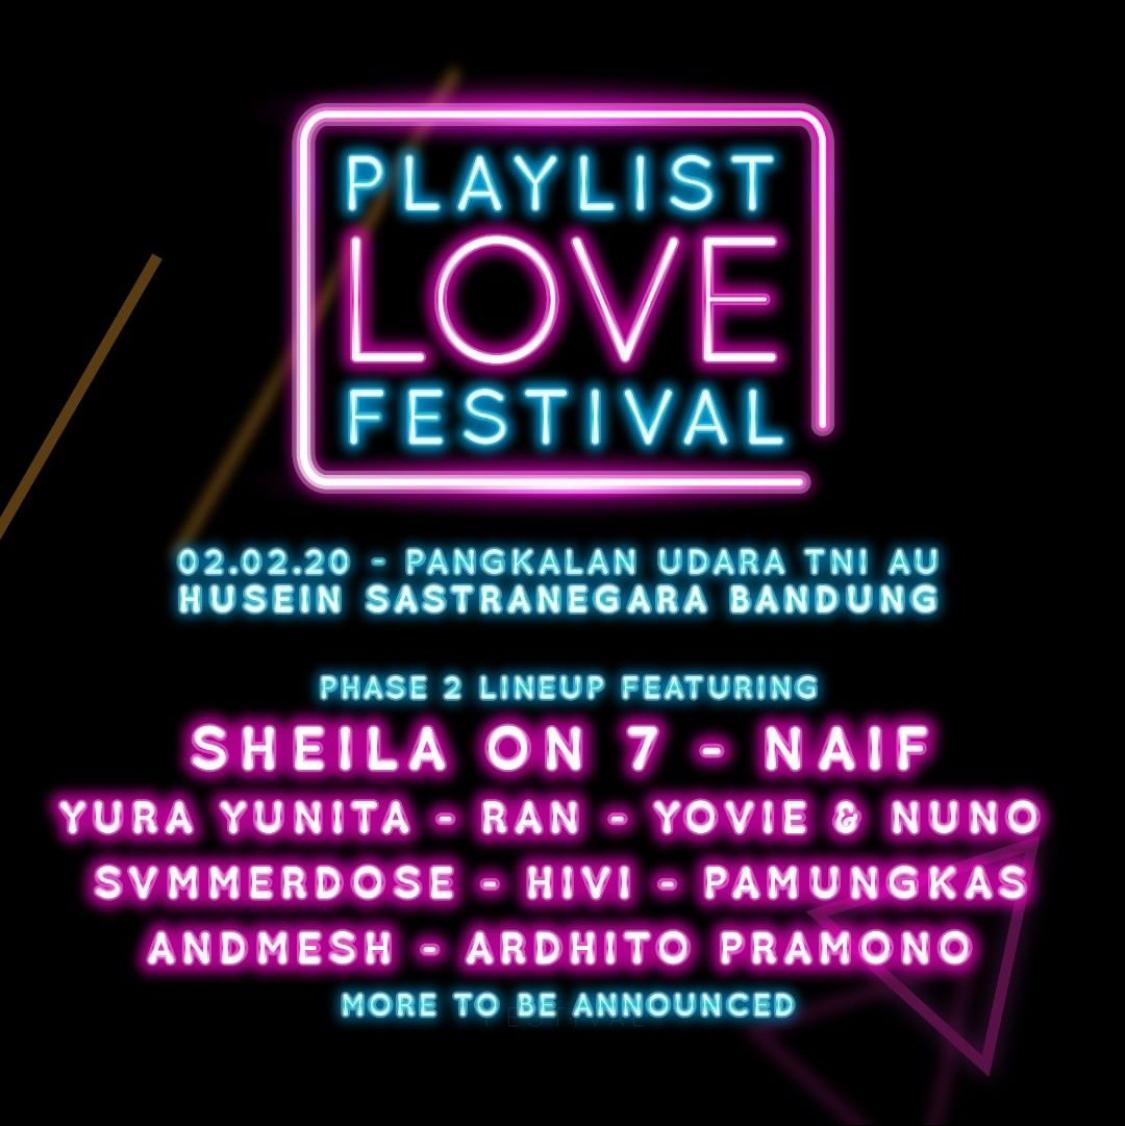 PLAYLIST
LOVE
FESTIVAL
02.02.20 - PANGKALAN UDARA TNI AU
HUSEIN SASTRANEGARA BANDUNG
PHASE 2 LINEUP FEATURING
SHEILA ON 7 - NAIF
YURA YUNITA - RAN - YOVIE & NUNO
SVMMERDOSE - HIVI - PAMUNGKAS
ANDMESH - ARDHITO PRAMONO
MORE TO BE ANNOUNCED
FESTIVAL